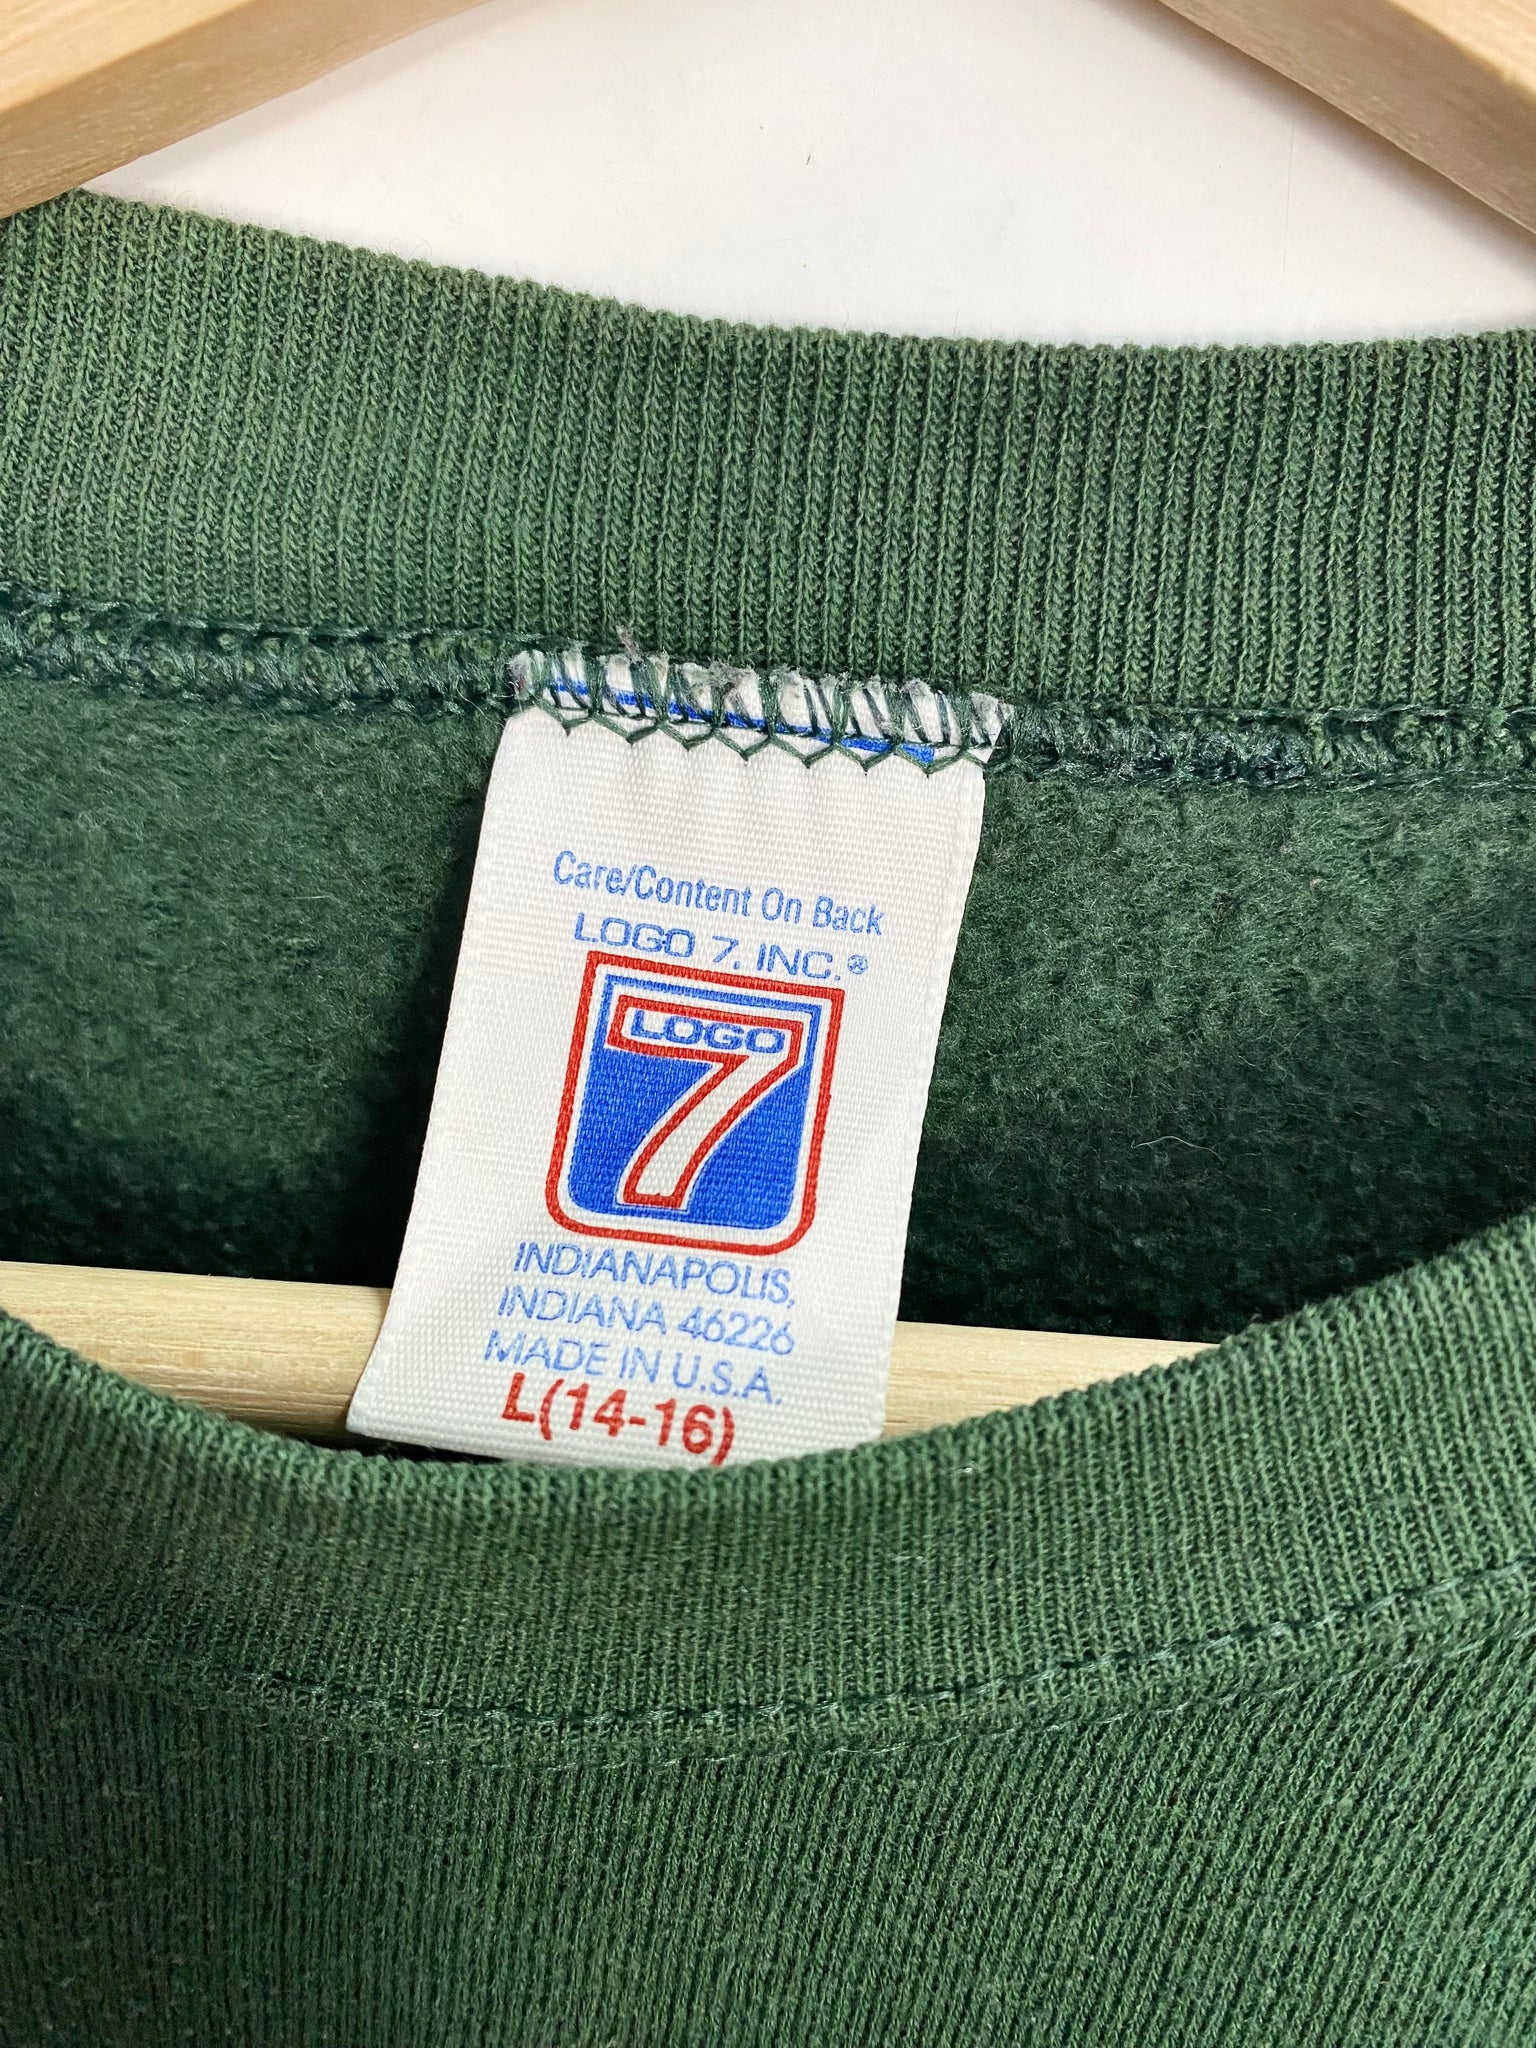 Care/Content On Back
LOGO 7, INC.®
LOGO
7
INDIANAPOLIS,
INDIANA 46226
MADE IN U.S.A.
L(14-16)